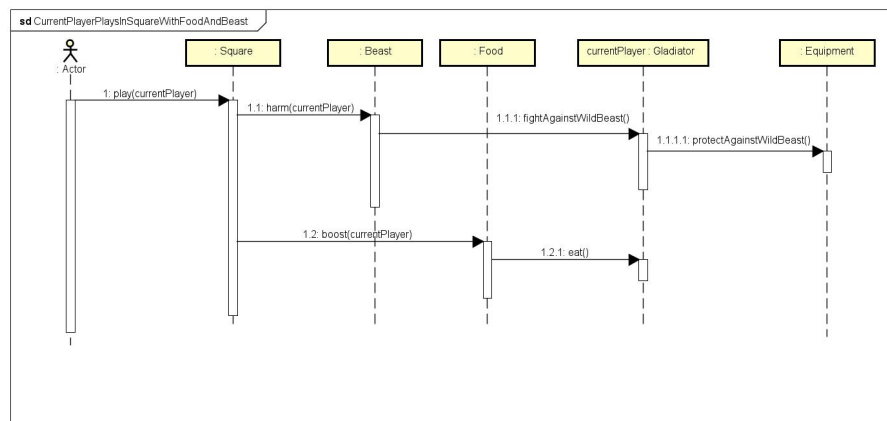 sd CurrentPlayerPlaysInSquareWithFoodAndBeast
: Actor
: Square
: Beast
: Food
currentPlayer : Gladiator
: Equipment
1: play(currentPlayer)
1.1: harm(currentPlayer)
1.1.1: fightAgainstWildBeast()
1.1.1.1: protectAgainstWildBeast()
1.2: boost(currentPlayer)
1.2.1: eat()